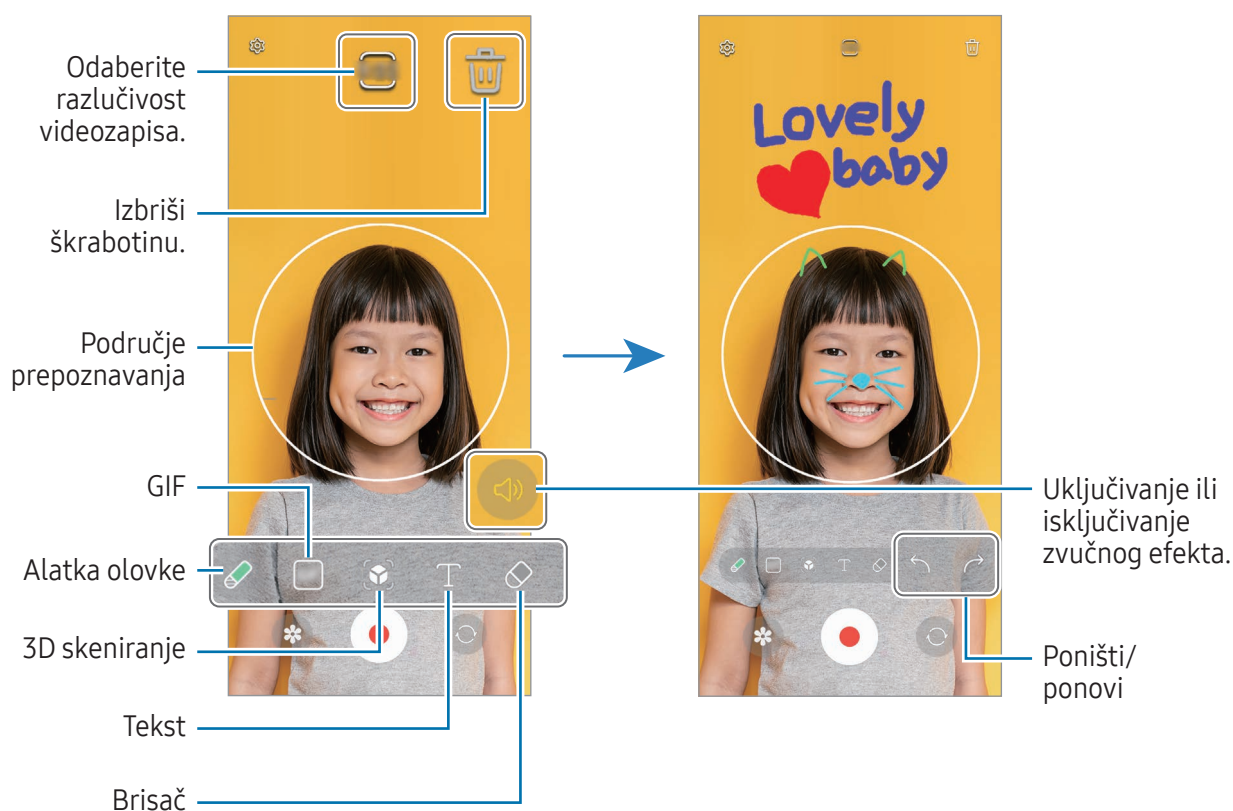 Odaberite
razlučivost
videozapisa.
Izbriši
škrabotinu.
Područje
prepoznavanja
GIF
Alatka olovke
3D skeniranje
Tekst
Brisač
T
Lovely
baby
T
Uključivanje ili
isključivanje
zvučnog efekta.
Poništi/
ponovi